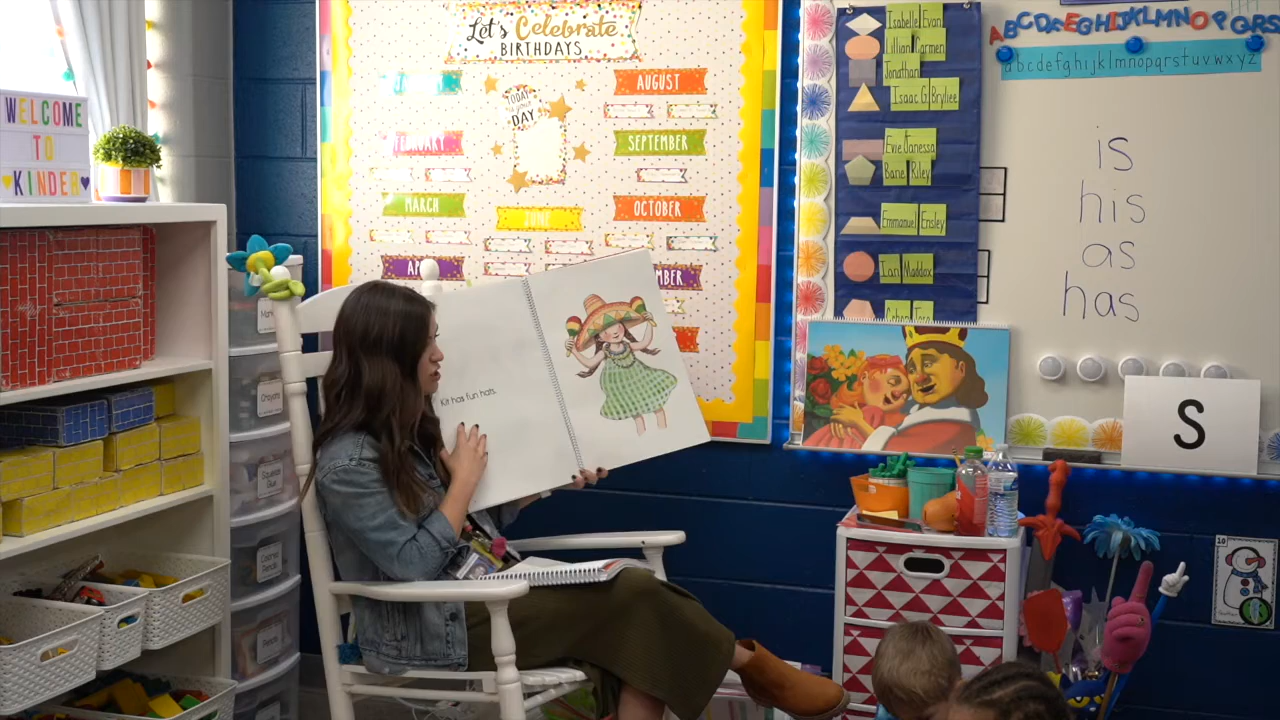 WELCOME
TO
KINDER
Let's Celebrate
BIRTHDAYS
TODAY
DAY
FEBRUARY
MARCH
JUNE
AUGUST
SEPTEMBER
OCTOBER
Kit has fun hats.
Isabelle Evan
Lillian Carmen
Jonathan
Isaac G Brylee
Evie Janessa
Bane Riley
Emmanuel Ensley
Ian Maddox
ABCDEFGHIJKLMNOPQRS
abcdefghijklmnopqrstuvwxyz
is
his
as
has
S
10